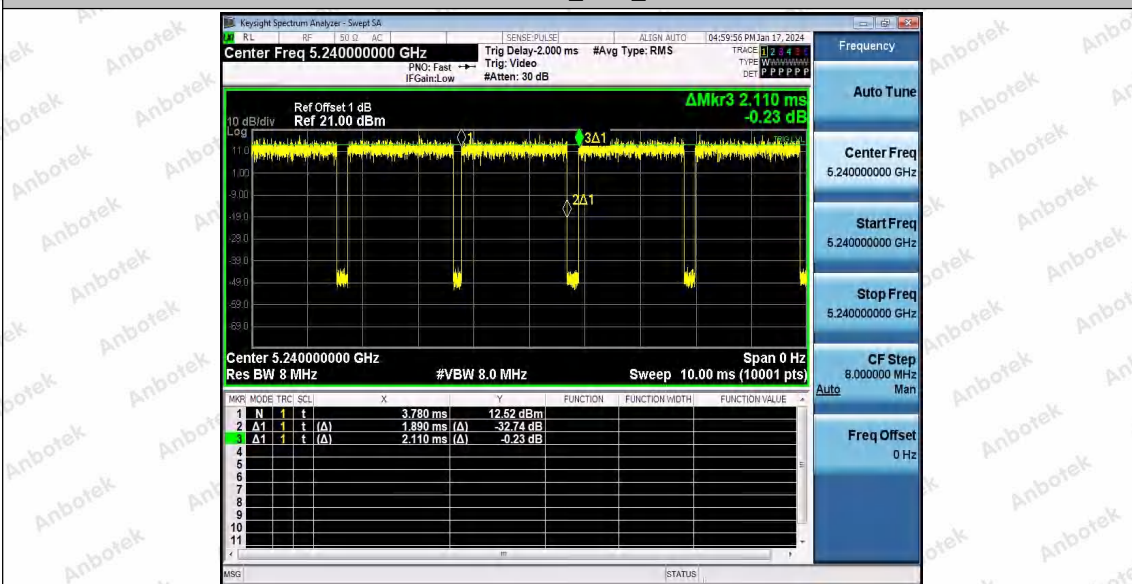 Keysight Spectrum Analyzer - Swept SA
RL RF 50 Ω AC SENSE:PULSE ALIGN AUTO 04:59:56 PM Jan 17, 2024
Center Freq 5.240000000 GHz
PNO: Fast
IFGain:Low
Trig Delay-2.000 ms
Trig: Video
#Atten: 30 dB
#Avg Type: RMS
TRACE 1 2 3 4 5 6
TYPE
DET P P P P P P
Ref Offset 1 dB
Ref 21.00 dBm
10 dB/div
Log
ΔMkr3 2.110 ms
-0.23 dB
11.0
1.00
-9.00
-19.0
-29.0
-39.0
-49.0
-59.0
-69.0
1
3Δ1
2Δ1
TRIG LVL
Center 5.240000000 GHz Span 0 Hz
Res BW 8 MHz #VBW 8.0 MHz Sweep 10.00 ms (10001 pts)
MKR MODE TRC SCL X Y FUNCTION FUNCTION WIDTH FUNCTION VALUE
1 N 1 t 3.780 ms 12.52 dBm
2 Δ1 1 t (Δ) 1.890 ms (Δ) -32.74 dB
3 Δ1 1 t (Δ) 2.110 ms (Δ) -0.23 dB
4
5
6
7
8
9
10
11
MSG STATUS
Frequency
Auto Tune
Center Freq
5.240000000 GHz
Start Freq
5.240000000 GHz
Stop Freq
5.240000000 GHz
CF Step
8.000000 MHz
Auto Man
Freq Offset
0 Hz
Anbotek